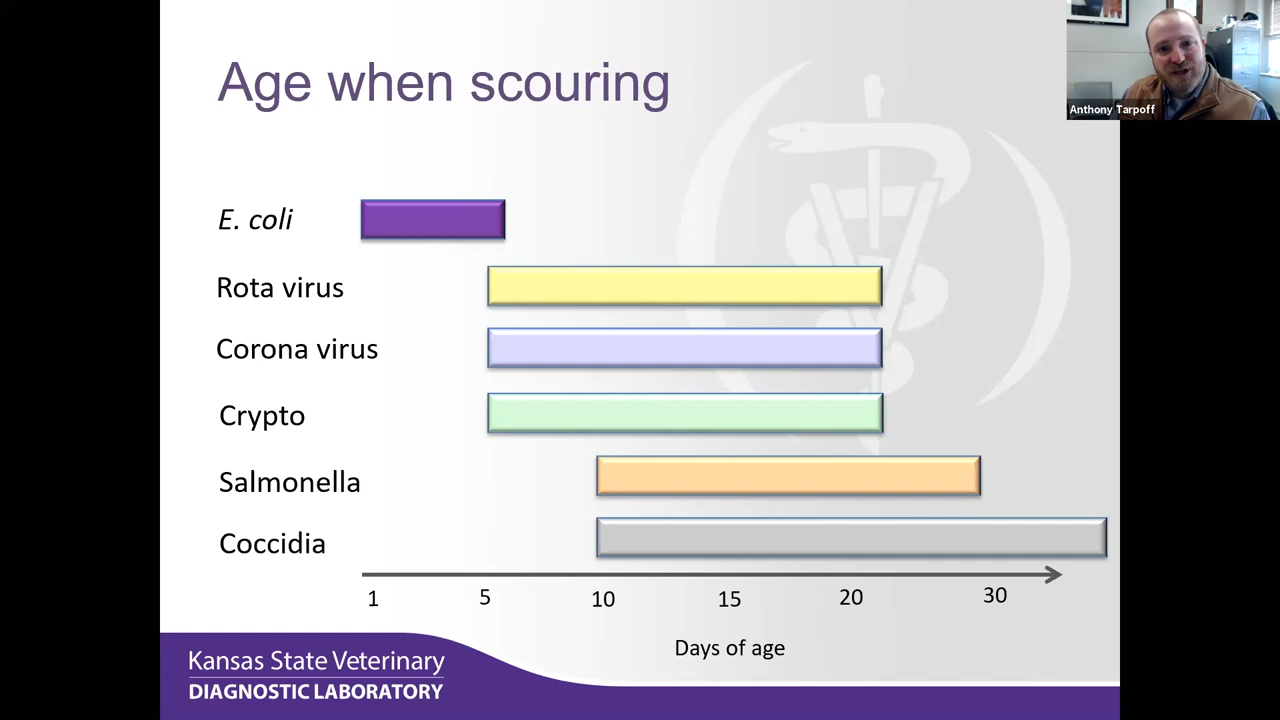 Age when scouring
Anthony Tarpoff
E. coli
Rota virus
Corona virus
Crypto
Salmonella
Coccidia
1 5 10 15 20 30
Days of age
Kansas State Veterinary
DIAGNOSTIC LABORATORY